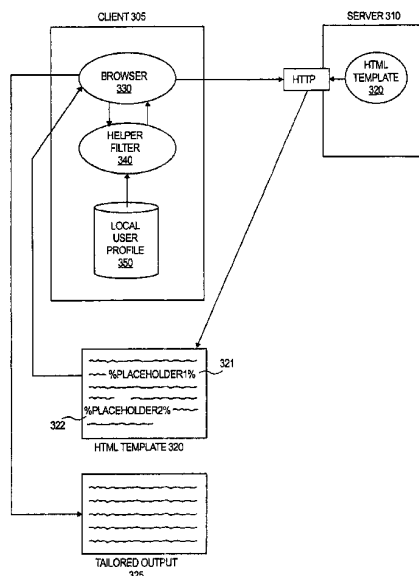 CLIENT 305
SERVER 310
BROWSER
330
HTTP
HTML
TEMPLATE
320
HELPER
FILTER
340
LOCAL
USER
PROFILE
350
%PLACEHOLDER1%
321
%PLACEHOLDER2%
322
HTML TEMPLATE 320
TAILORED OUTPUT
325